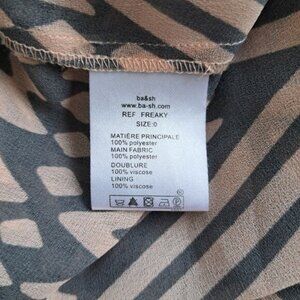 ba&sh
www.ba-sh.com
REF FREAKY
SIZE:0
MATIÈRE PRINCIPALE
100% polyester
MAIN FABRIC
100% polyester
DOUBLURE
100% viscose
LINING
100% viscose